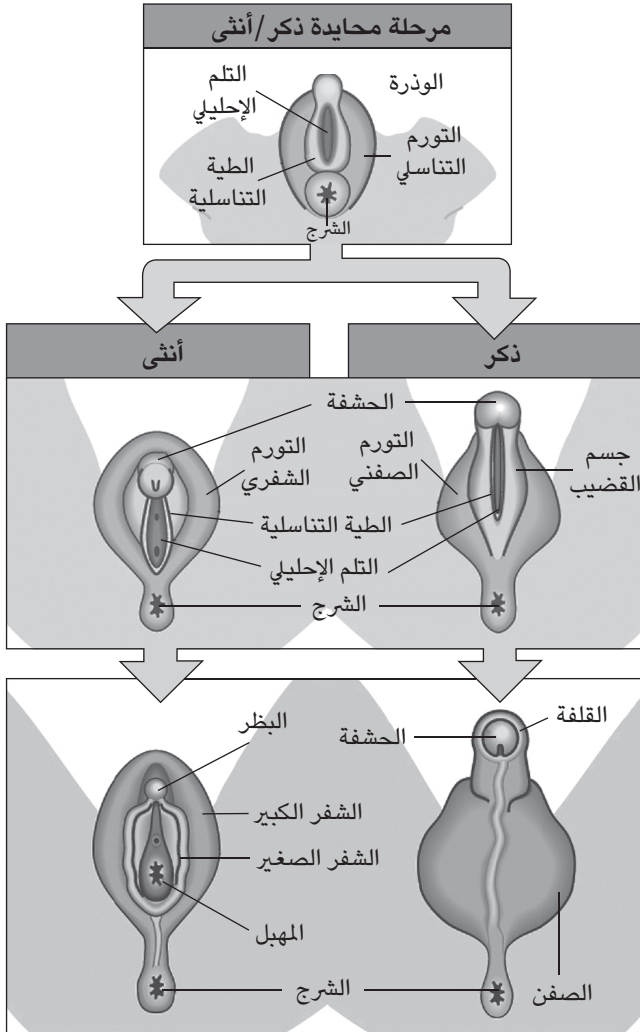 مرحلة محايدة ذكر/أنثى
الوذرة
التلم
الإحليلي
التورم
التناسلي
الطية
التناسلية
الشرج
ذكر
أنثى
الحشفة
جسم
القضيب
التورم
الصفني
التورم
الشفري
الطية التناسلية
التلم الإحليلي
الشرج
القلفة
الحشفة
البظر
الشفر الكبير
الشفر الصغير
المهبل
الصفن
الشرج